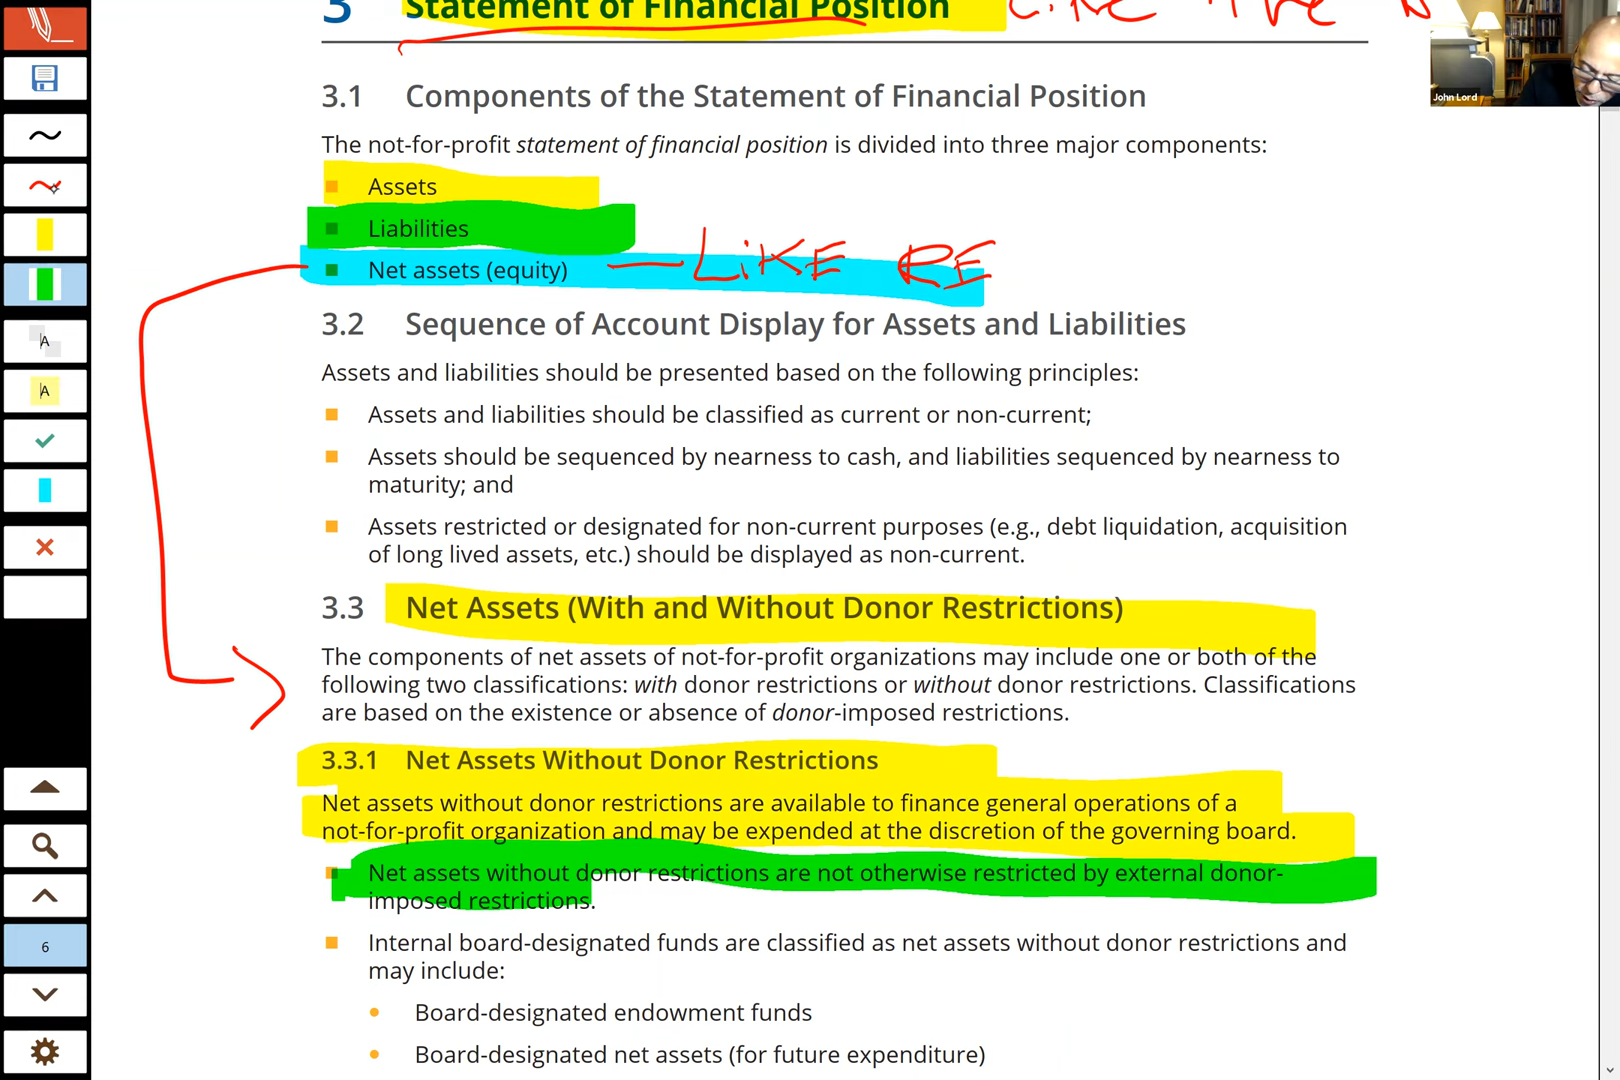 3 Statement of Financial Position LIKE THE
John Lord
3.1 Components of the Statement of Financial Position
The not-for-profit statement of financial position is divided into three major components:
■ Assets
■ Liabilities
■ Net assets (equity) — LIKE RE
3.2 Sequence of Account Display for Assets and Liabilities
Assets and liabilities should be presented based on the following principles:
■ Assets and liabilities should be classified as current or non-current;
■ Assets should be sequenced by nearness to cash, and liabilities sequenced by nearness to
maturity; and
■ Assets restricted or designated for non-current purposes (e.g., debt liquidation, acquisition
of long lived assets, etc.) should be displayed as non-current.
3.3 Net Assets (With and Without Donor Restrictions)
The components of net assets of not-for-profit organizations may include one or both of the
following two classifications: with donor restrictions or without donor restrictions. Classifications
are based on the existence or absence of donor-imposed restrictions.
3.3.1 Net Assets Without Donor Restrictions
Net assets without donor restrictions are available to finance general operations of a
not-for-profit organization and may be expended at the discretion of the governing board.
■ Net assets without donor restrictions are not otherwise restricted by external donor-
imposed restrictions.
■ Internal board-designated funds are classified as net assets without donor restrictions and
may include:
• Board-designated endowment funds
• Board-designated net assets (for future expenditure)
A
A
6